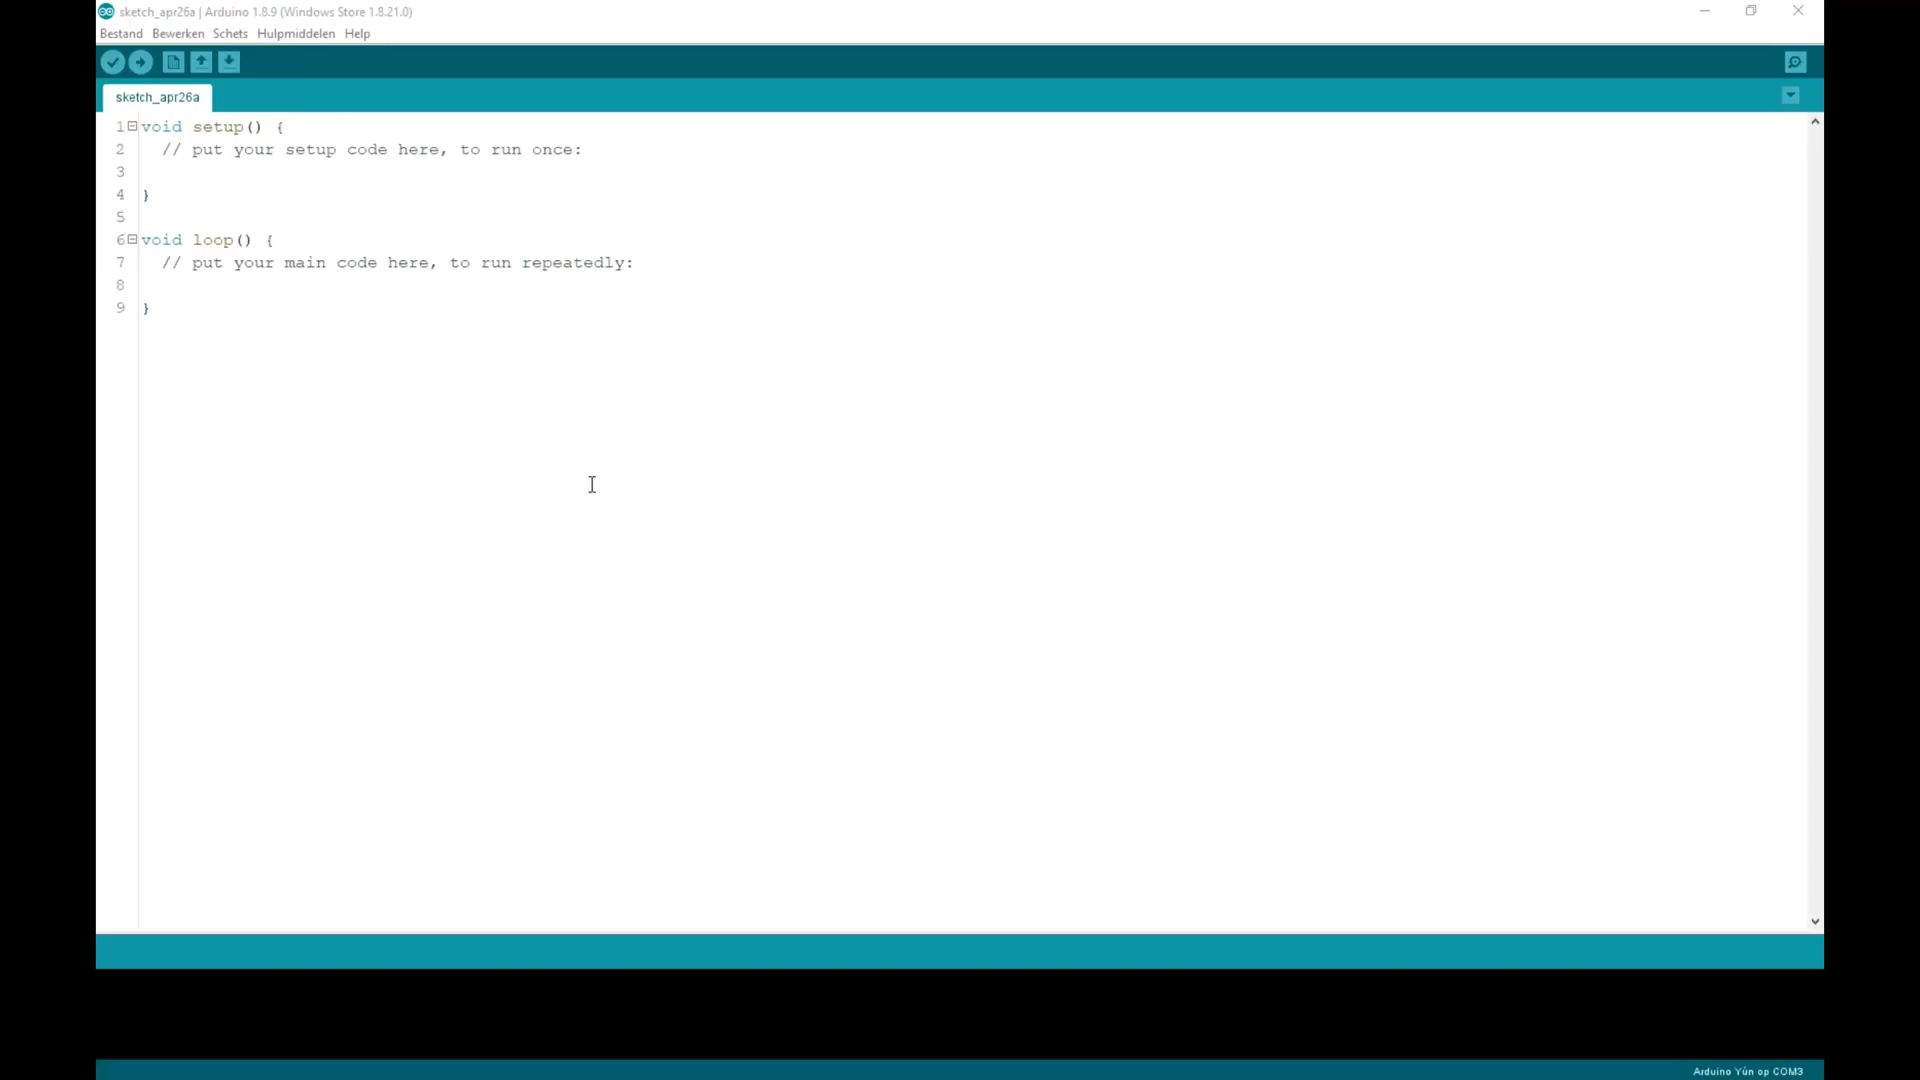 sketch_apr26a | Arduino 1.8.9 (Windows Store 1.8.21.0)
Bestand Bewerken Schets Hulpmiddelen Help
sketch_apr26a
1 void setup() {
2   // put your setup code here, to run once:
3
4 }
5
6 void loop() {
7   // put your main code here, to run repeatedly:
8
9 }
Arduino Yún op COM3